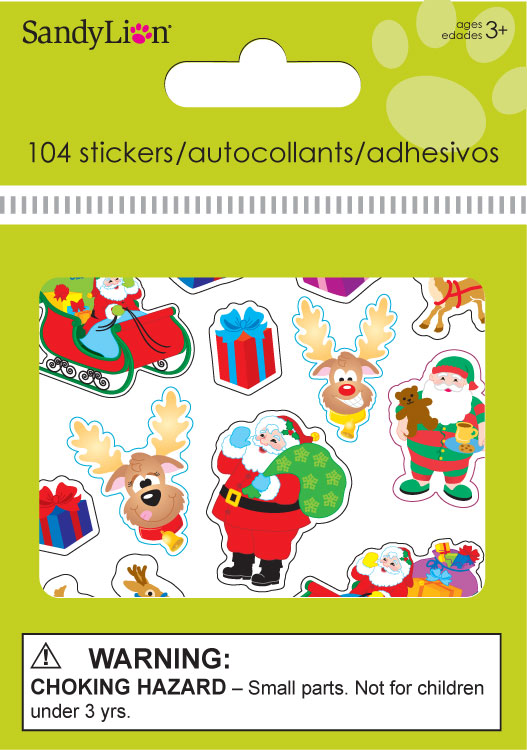 SandyLion®
ages
edades 3+
104 stickers/autocollants/adhesivos
WARNING:
CHOKING HAZARD – Small parts. Not for children
under 3 yrs.